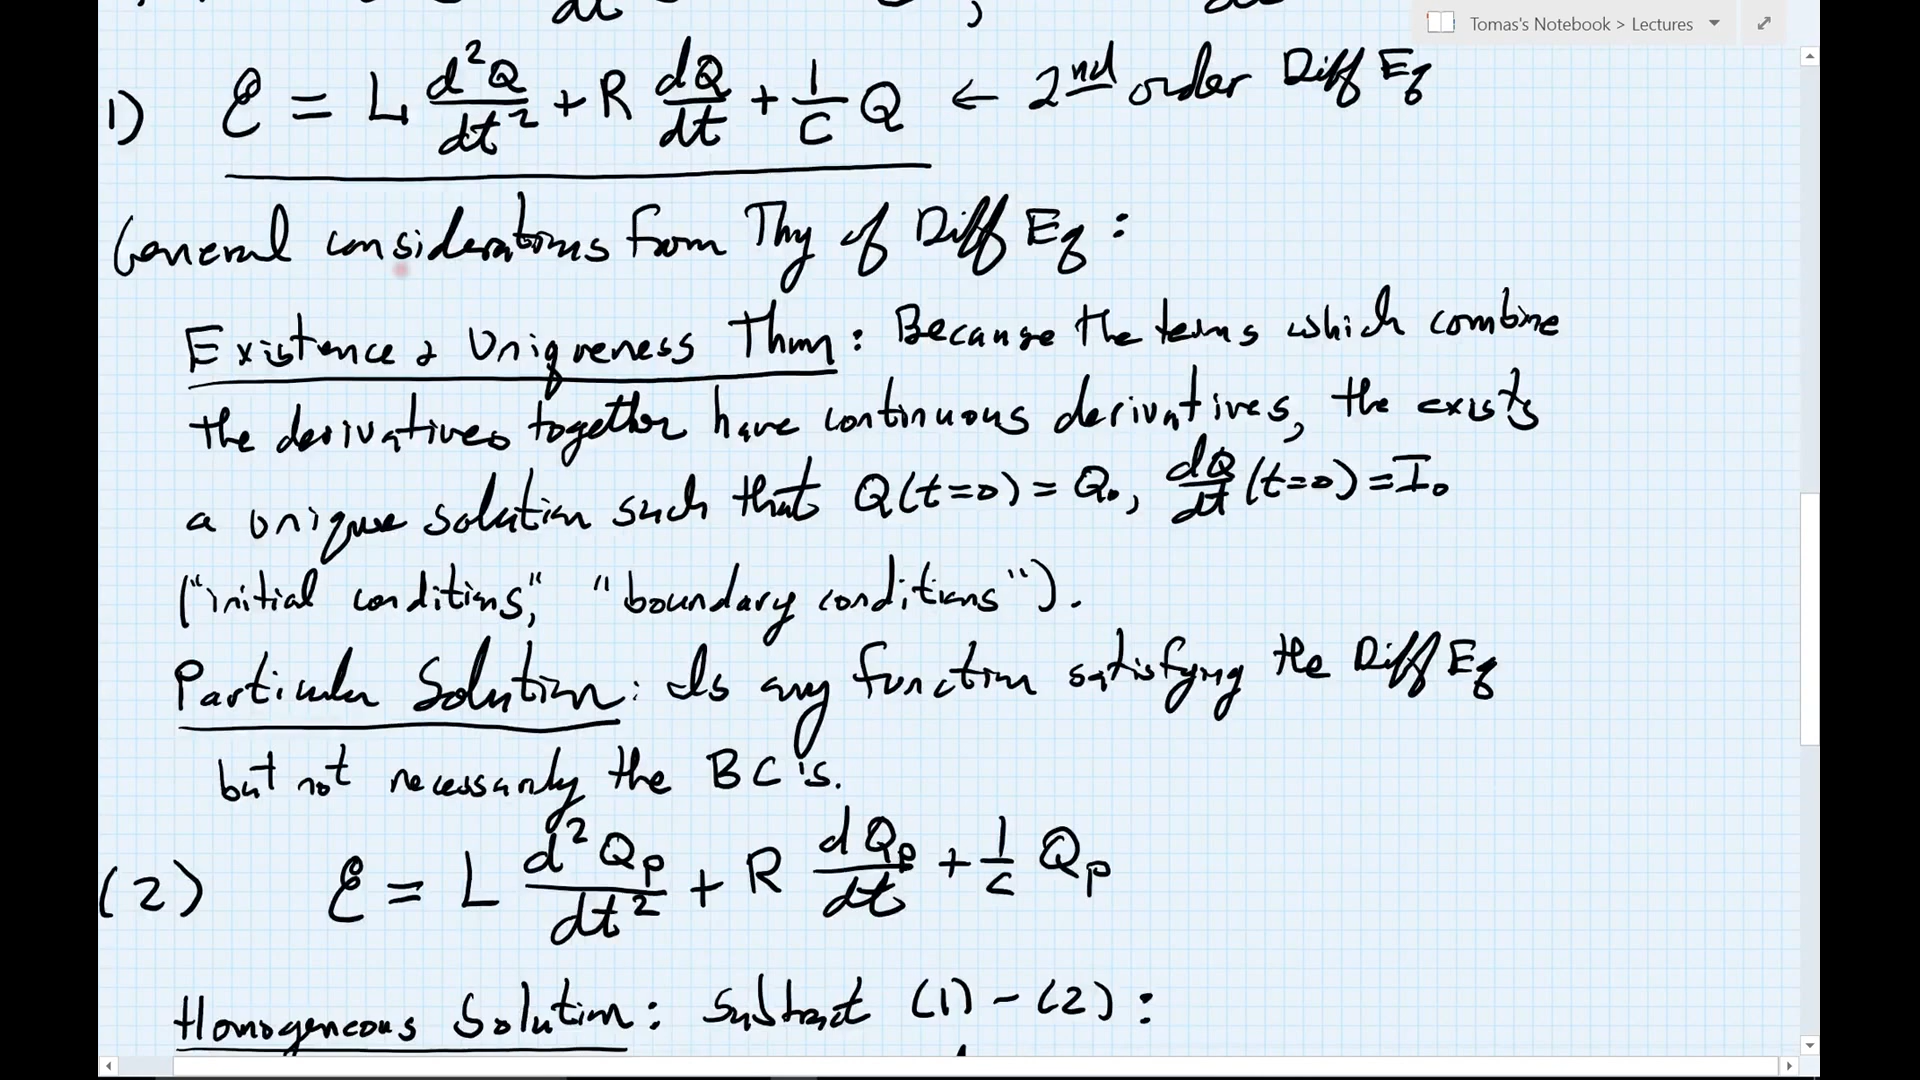 Tomas's Notebook > Lectures
1) ℰ = L d²Q/dt² + R dQ/dt + 1/C Q ← 2nd order Diff Eq
General considerations from Thy of Diff Eq:
Existence & Uniqueness Thm: Because the terms which combine
the derivatives together have continuous derivatives, the exists
a unique solution such that Q(t=0) = Q₀, dQ/dt (t=0) = I₀
("initial conditions," "boundary conditions").
Particular Solution: Is any function satisfying the Diff Eq
but not necessarily the BC's.
(2) ℰ = L d²Qp/dt² + R dQp/dt + 1/C Qp
Homogeneous Solution: Subtract (1) - (2):